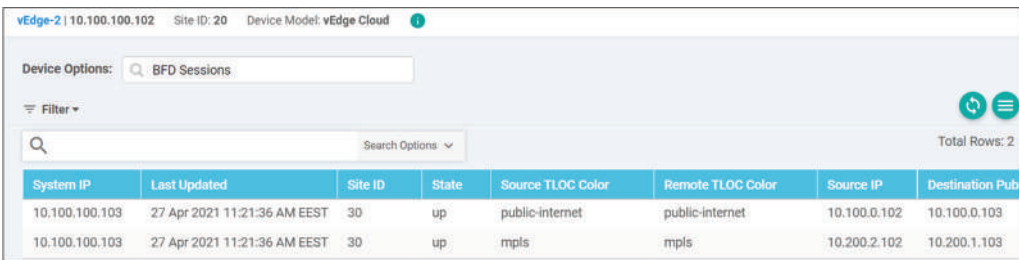 vEdge-2 | 10.100.100.102 Site ID: 20 Device Model: vEdge Cloud i
Device Options: BFD Sessions
Filter
Search Options Total Rows: 2
System IP Last Updated Site ID State Source TLOC Color Remote TLOC Color Source IP Destination Pub
10.100.100.103 27 Apr 2021 11:21:36 AM EEST 30 up public-internet public-internet 10.100.0.102 10.100.0.103
10.100.100.103 27 Apr 2021 11:21:36 AM EEST 30 up mpls mpls 10.200.2.102 10.200.1.103